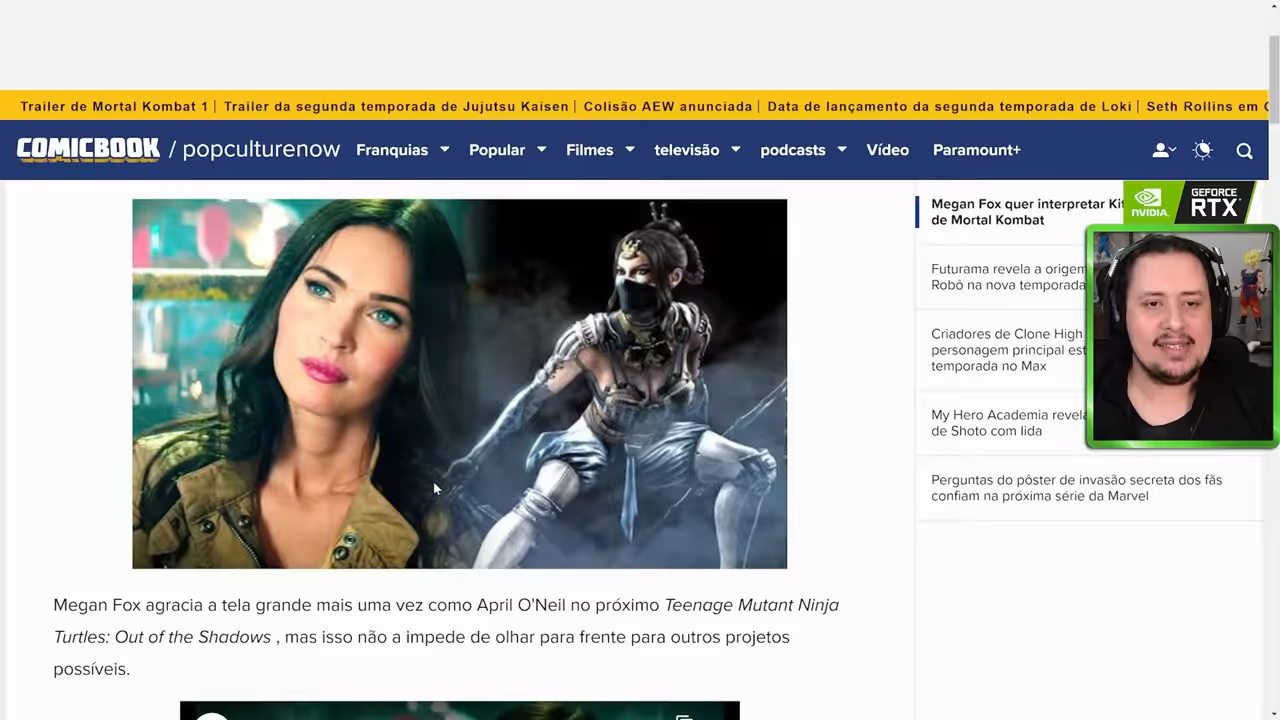 Trailer de Mortal Kombat 1 | Trailer da segunda temporada de Jujutsu Kaisen | Colisão AEW anunciada | Data de lançamento da segunda temporada de Loki | Seth Rollins em
COMICBOOK / popculturenow Franquias Popular Filmes televisão podcasts Vídeo Paramount+
NVIDIA. GEFORCE RTX
Megan Fox quer interpretar
de Mortal Kombat
Futurama revela a origem
Robô na nova temporada
Criadores de Clone High
personagem principal
temporada no Max
My Hero Academia
de Shoto com Iida
Perguntas do pôster de invasão secreta dos fãs
confiam na próxima série da Marvel
Megan Fox agracia a tela grande mais uma vez como April O'Neil no próximo Teenage Mutant Ninja
Turtles: Out of the Shadows , mas isso não a impede de olhar para frente para outros projetos
possíveis.